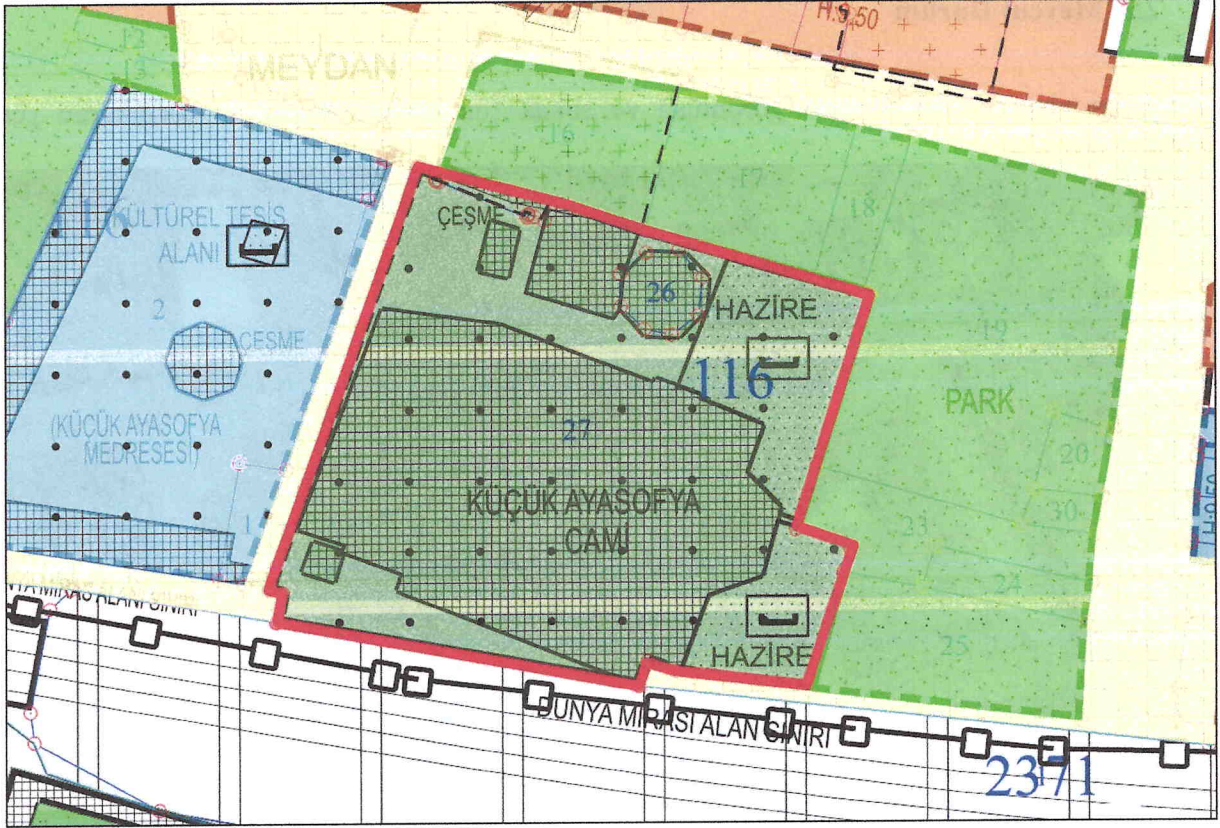 H:9,50
12
13
MEYDAN
16
17
18
ÇEŞME
KÜLTÜREL TESİS
ALANI
26
HAZİRE
2
ÇEŞME
19
116
PARK
(KÜÇÜK AYASOFYA
MEDRESESİ)
27
20
KÜÇÜK AYASOFYA
CAMİ
30
23
1
24
25
HAZİRE
DÜNYA MİRASI ALAN SINIRI
2371